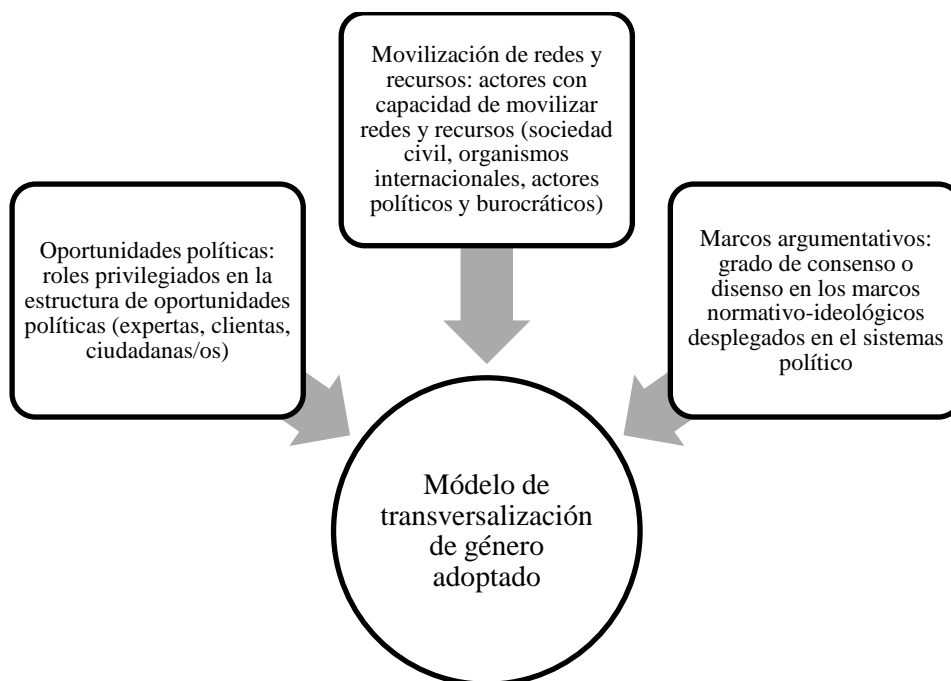 Movilización de redes y
recursos: actores con
capacidad de movilizar
redes y recursos (sociedad
civil, organismos
internacionales, actores
políticos y burocráticos)
Oportunidades políticas:
roles privilegiados en la
estructura de oportunidades
políticas (expertas, clientas,
ciudadanas/os)
Marcos argumentativos:
grado de consenso o
disenso en los marcos
normativo-ideológicos
desplegados en el sistemas
político
Módelo de
transversalización
de género
adoptado